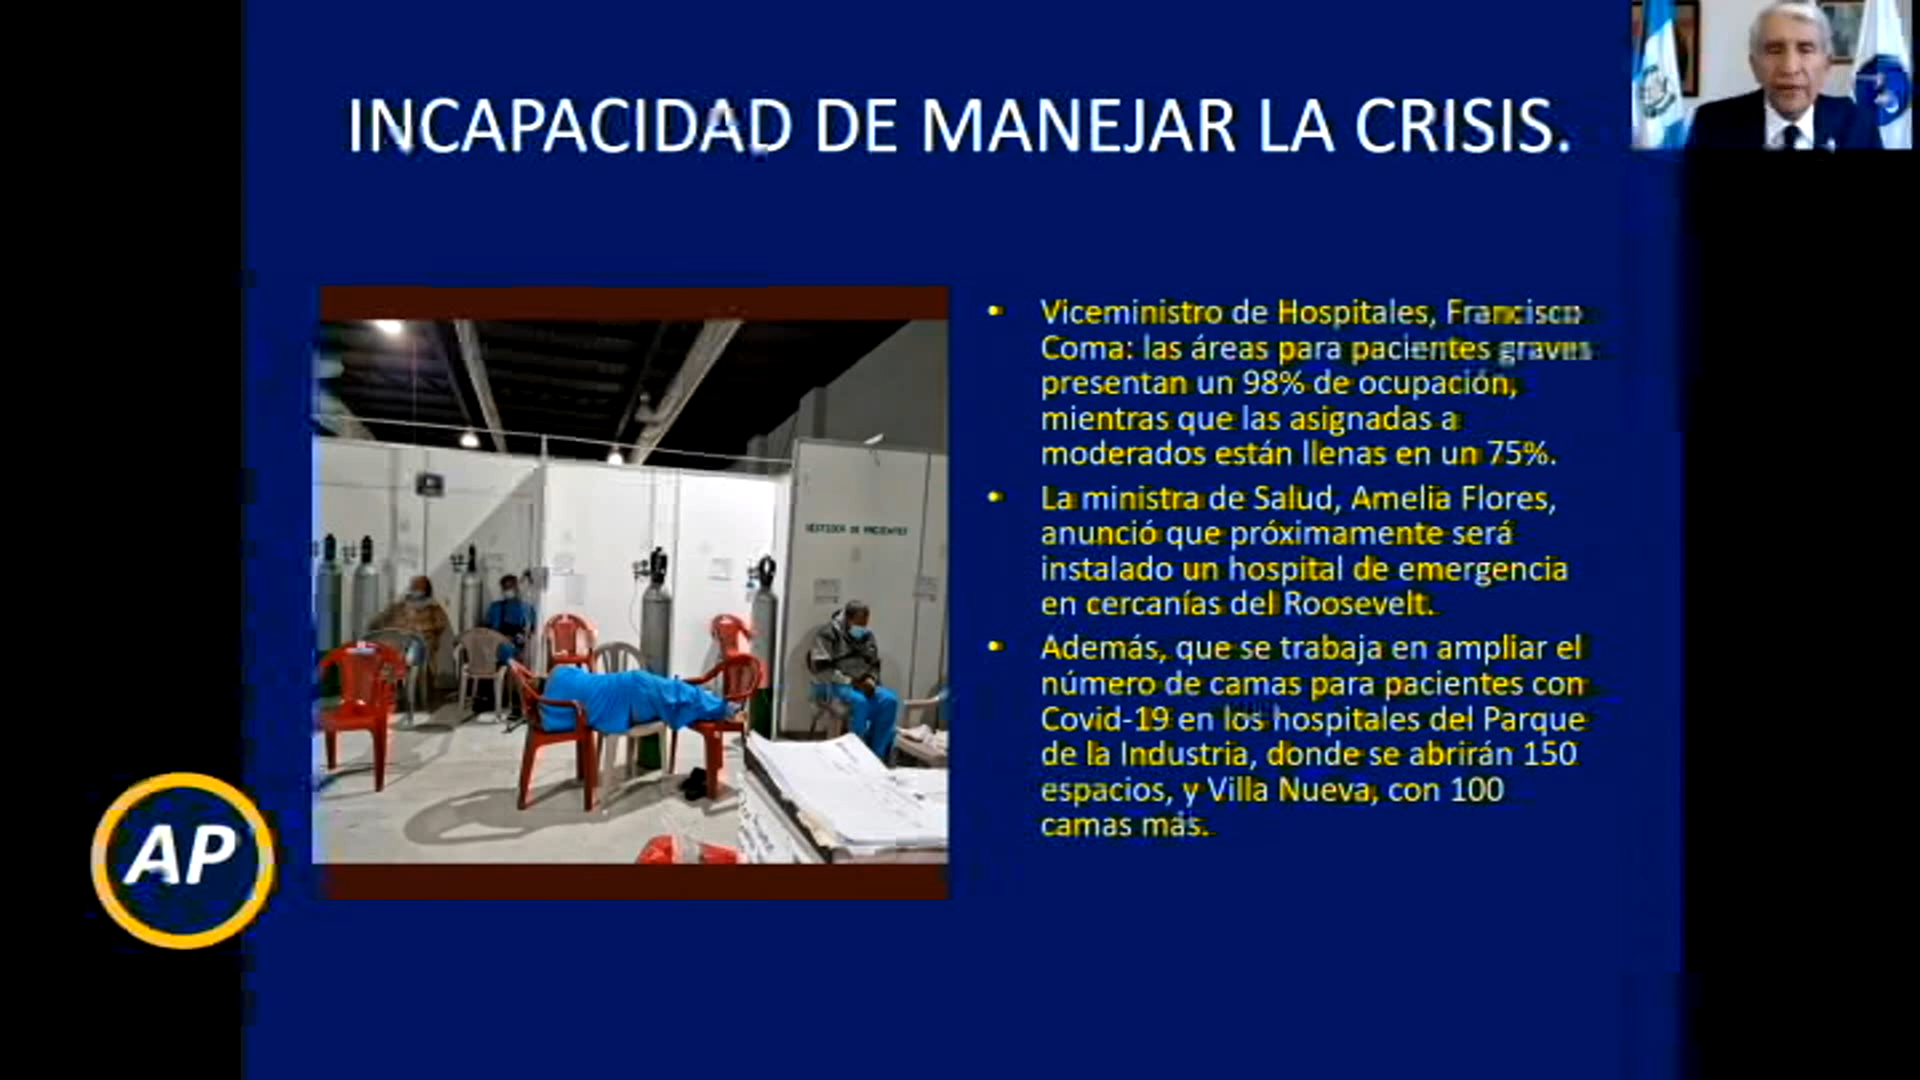 INCAPACIDAD DE MANEJAR LA CRISIS.
VESTIDOR DE PACIENTES
• Viceministro de Hospitales, Francisco
Coma: las áreas para pacientes graves
presentan un 98% de ocupación,
mientras que las asignadas a
moderados están llenas en un 75%.
• La ministra de Salud, Amelia Flores,
anunció que próximamente será
instalado un hospital de emergencia
en cercanías del Roosevelt.
• Además, que se trabaja en ampliar el
número de camas para pacientes con
Covid-19 en los hospitales del Parque
de la Industria, donde se abrirán 150
espacios, y Villa Nueva, con 100
camas más.
AP